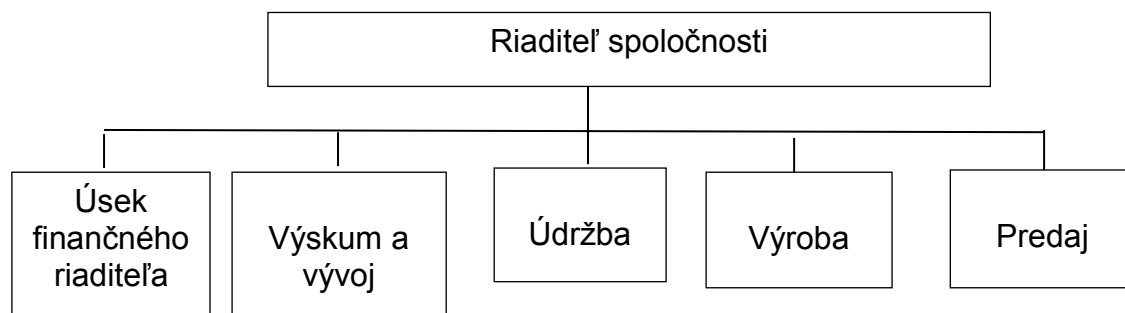 Riaditeľ spoločnosti
Úsek
finančného
riaditeľa
Výskum a
vývoj
Údržba
Výroba
Predaj